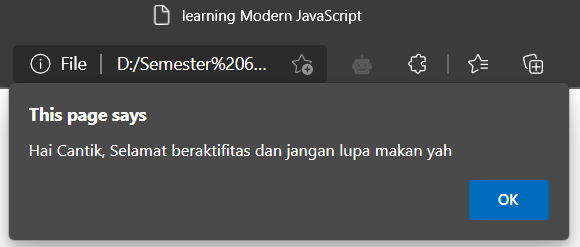 learning Modern JavaScript
File
D:/Semester%206...
This page says
Hai Cantik, Selamat beraktifitas dan jangan lupa makan yah
OK